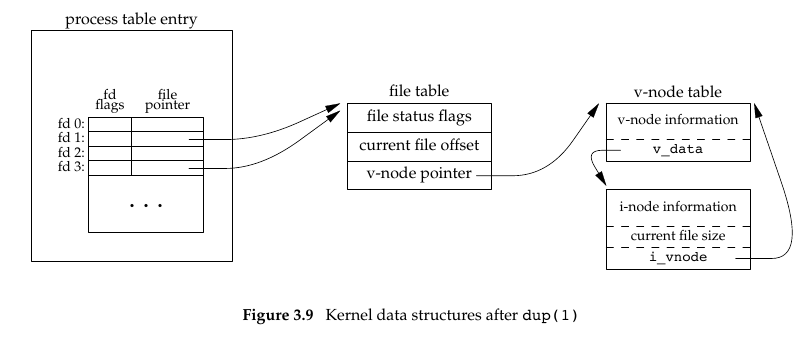 process table entry
fd
flags
file
pointer
fd 0:
fd 1:
fd 2:
fd 3:
. . .
file table
file status flags
current file offset
v-node pointer
v-node table
v-node information
v_data
i-node information
current file size
i_vnode
Figure 3.9 Kernel data structures after dup(1)